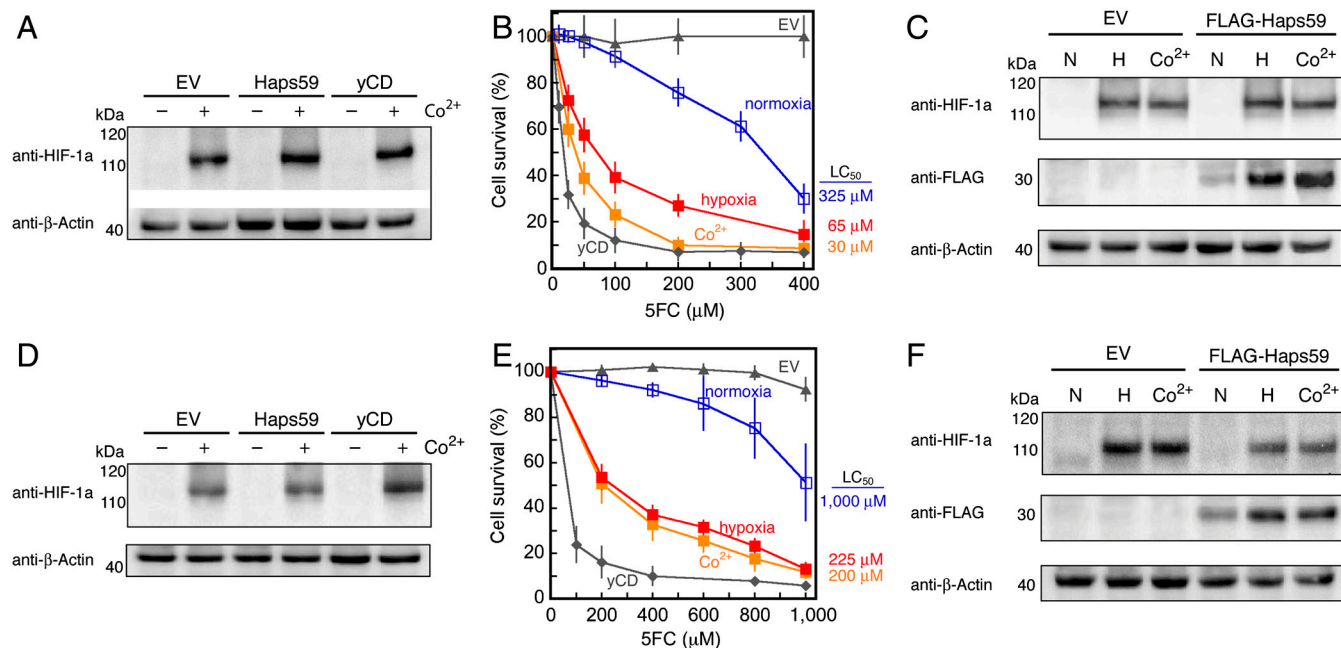 A
EV Haps59 yCD
kDa − + − + − + Co²⁺
120
anti-HIF-1a
110
anti-β-Actin
40
B
100
80
60
40
20
0
Cell survival (%)
EV
normoxia
hypoxia
Co²⁺
yCD
LC₅₀
325 μM
65 μM
30 μM
0 100 200 300 400
5FC (μM)
C
EV FLAG-Haps59
kDa N H Co²⁺ N H Co²⁺
120
anti-HIF-1a
110
anti-FLAG 30
anti-β-Actin 40
D
EV Haps59 yCD
kDa − + − + − + Co²⁺
120
anti-HIF-1a
110
anti-β-Actin
40
E
100
80
60
40
20
0
Cell survival (%)
EV
normoxia
hypoxia
Co²⁺
yCD
LC₅₀
1,000 μM
225 μM
200 μM
0 200 400 600 800 1,000
5FC (μM)
F
EV FLAG-Haps59
kDa N H Co²⁺ N H Co²⁺
120
anti-HIF-1a
110
anti-FLAG 30
anti-β-Actin 40